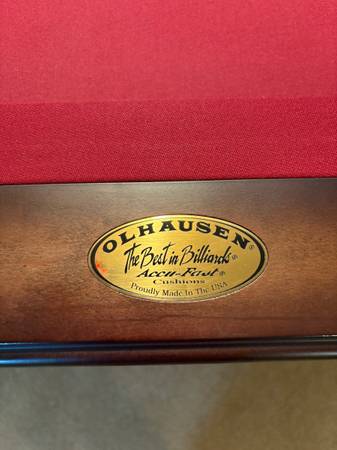 OLHAUSEN®
The Best in Billiards®
Accu-Fast®
Cushions
Proudly Made In The USA